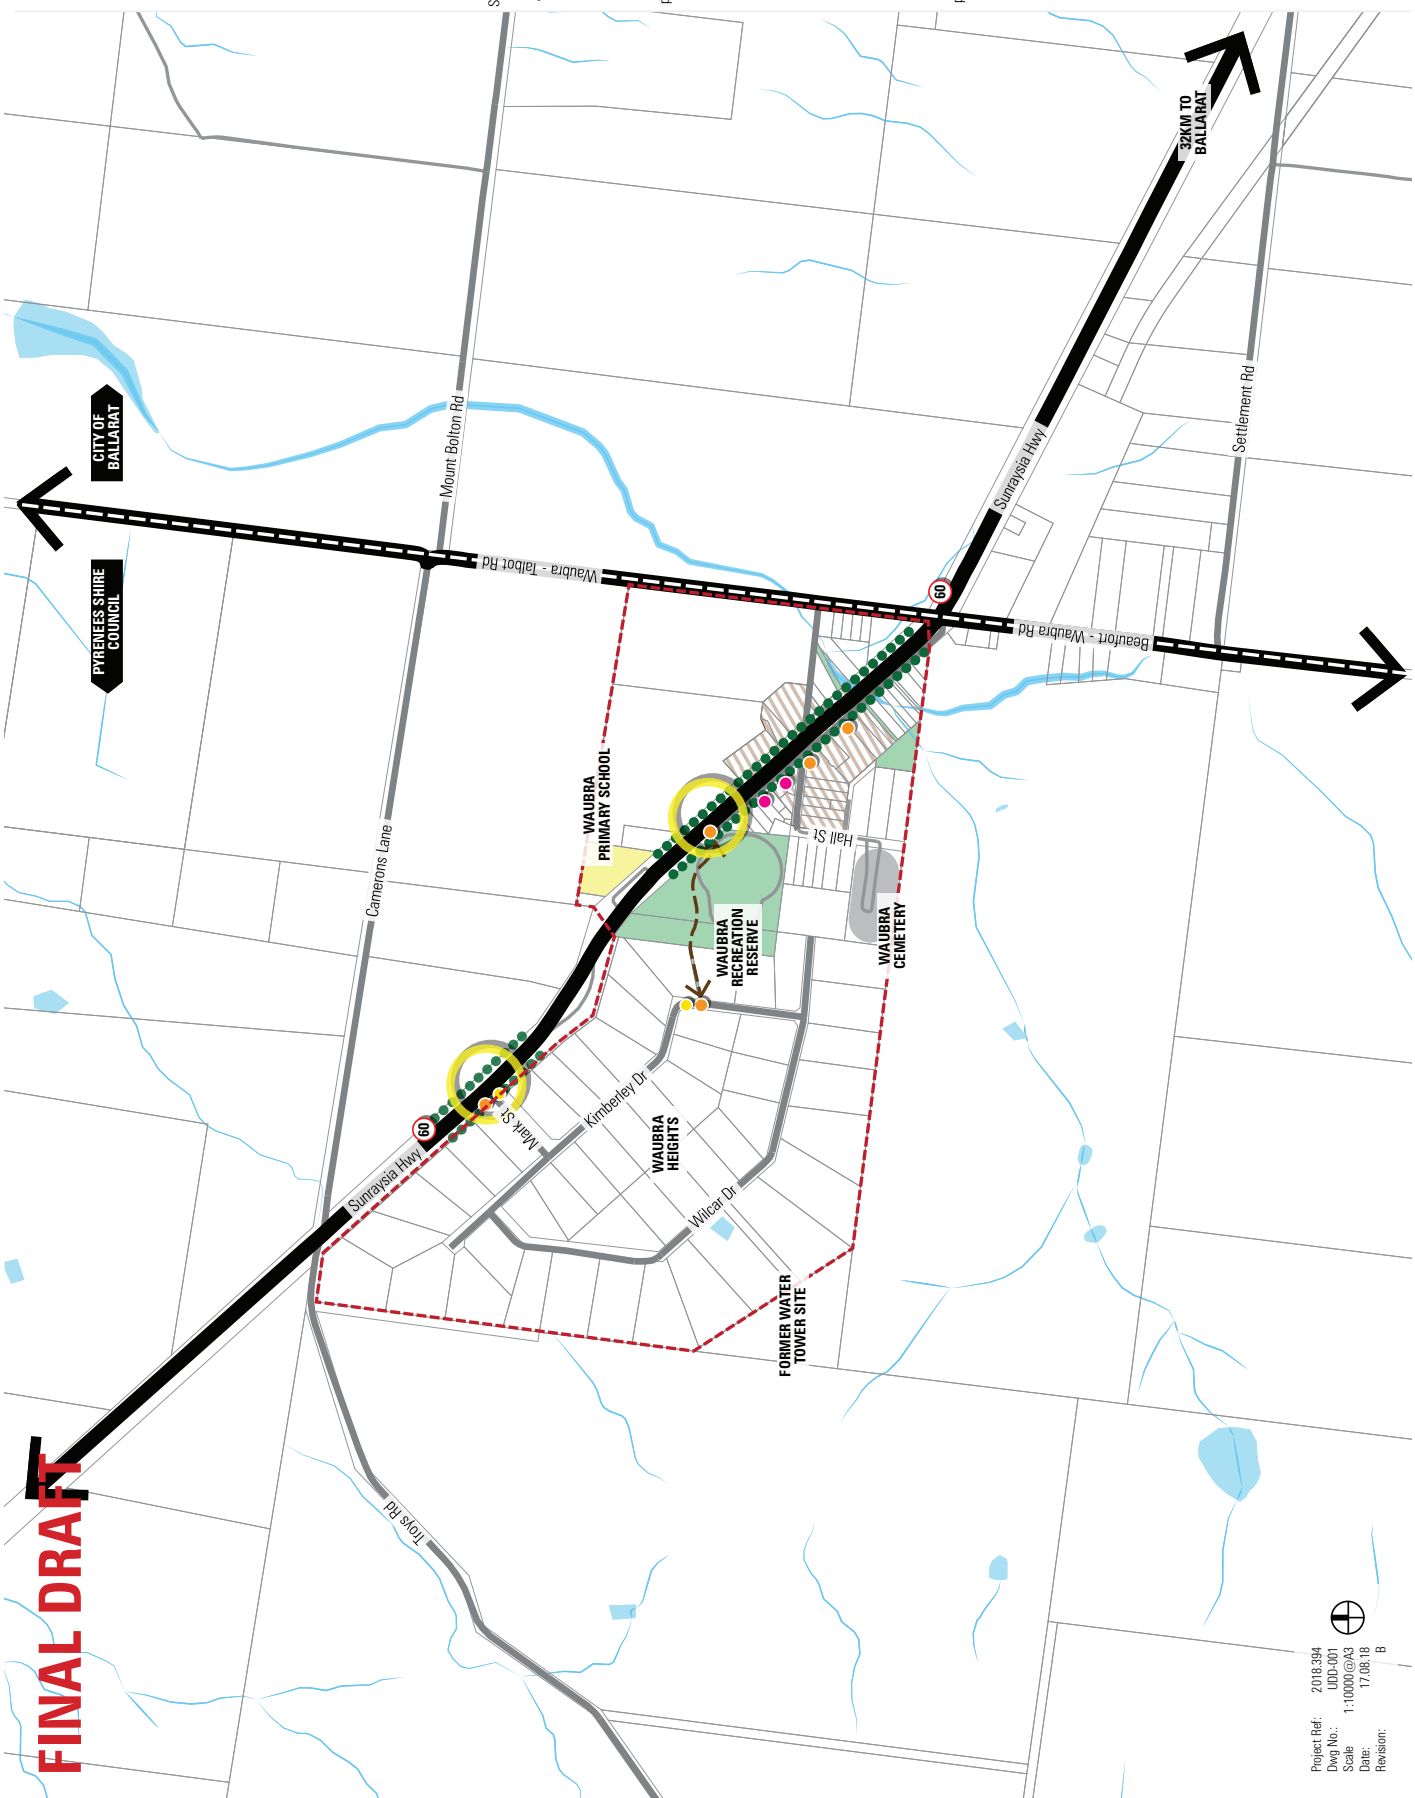 FINAL DRAFT
PYRENEES SHIRE
COUNCIL
CITY OF
BALLARAT
Mount Bolton Rd
Camerons Lane
Waubra - Talbot Rd
32KM TO
BALLARAT
Sunraysia Hwy
60
Sunraysia Hwy
60
Settlement Rd
Beaufort - Waubra Rd
WAUBRA
PRIMARY SCHOOL
WAUBRA
RECREATION
RESERVE
Hall St
WAUBRA
CEMETERY
Mark St
Kimberley Dr
WAUBRA
HEIGHTS
Wilcar Dr
FORMER WATER
TOWER SITE
Troys Rd
Project Ref: 2018.394
Dwg No.: UDD-001
Scale 1:10000@A3
Date: 17.08.18
Revision: B